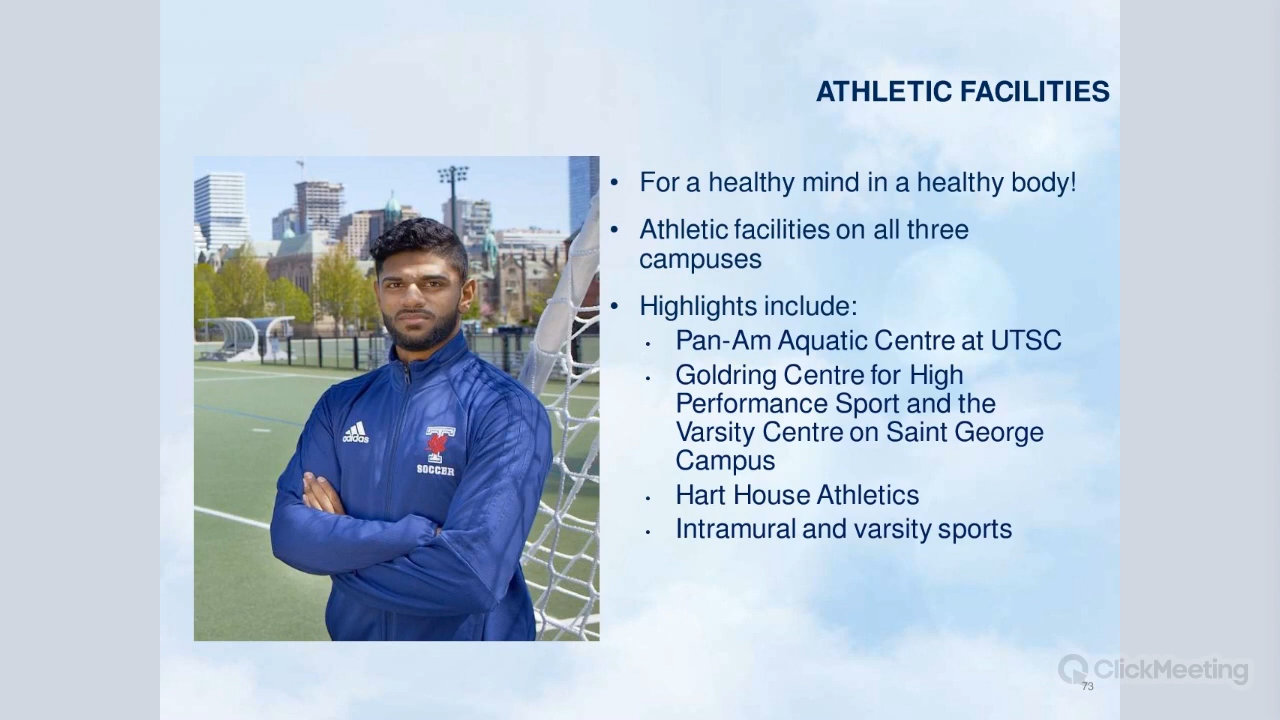 ATHLETIC FACILITIES
• For a healthy mind in a healthy body!
• Athletic facilities on all three
campuses
• Highlights include:
• Pan-Am Aquatic Centre at UTSC
• Goldring Centre for High
Performance Sport and the
Varsity Centre on Saint George
Campus
• Hart House Athletics
• Intramural and varsity sports
adidas
T
SOCCER
ClickMeeting
73